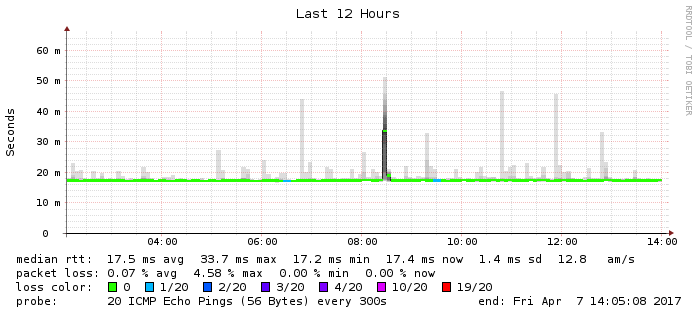 Last 12 Hours
RRDTOOL / TOBI OETIKER
Seconds
60 m
50 m
40 m
30 m
20 m
10 m
0
04:00 06:00 08:00 10:00 12:00 14:00
median rtt: 17.5 ms avg 33.7 ms max 17.2 ms min 17.4 ms now 1.4 ms sd 12.8 am/s
packet loss: 0.07 % avg 4.58 % max 0.00 % min 0.00 % now
loss color: 0 1/20 2/20 3/20 4/20 10/20 19/20
probe: 20 ICMP Echo Pings (56 Bytes) every 300s end: Fri Apr 7 14:05:08 2017